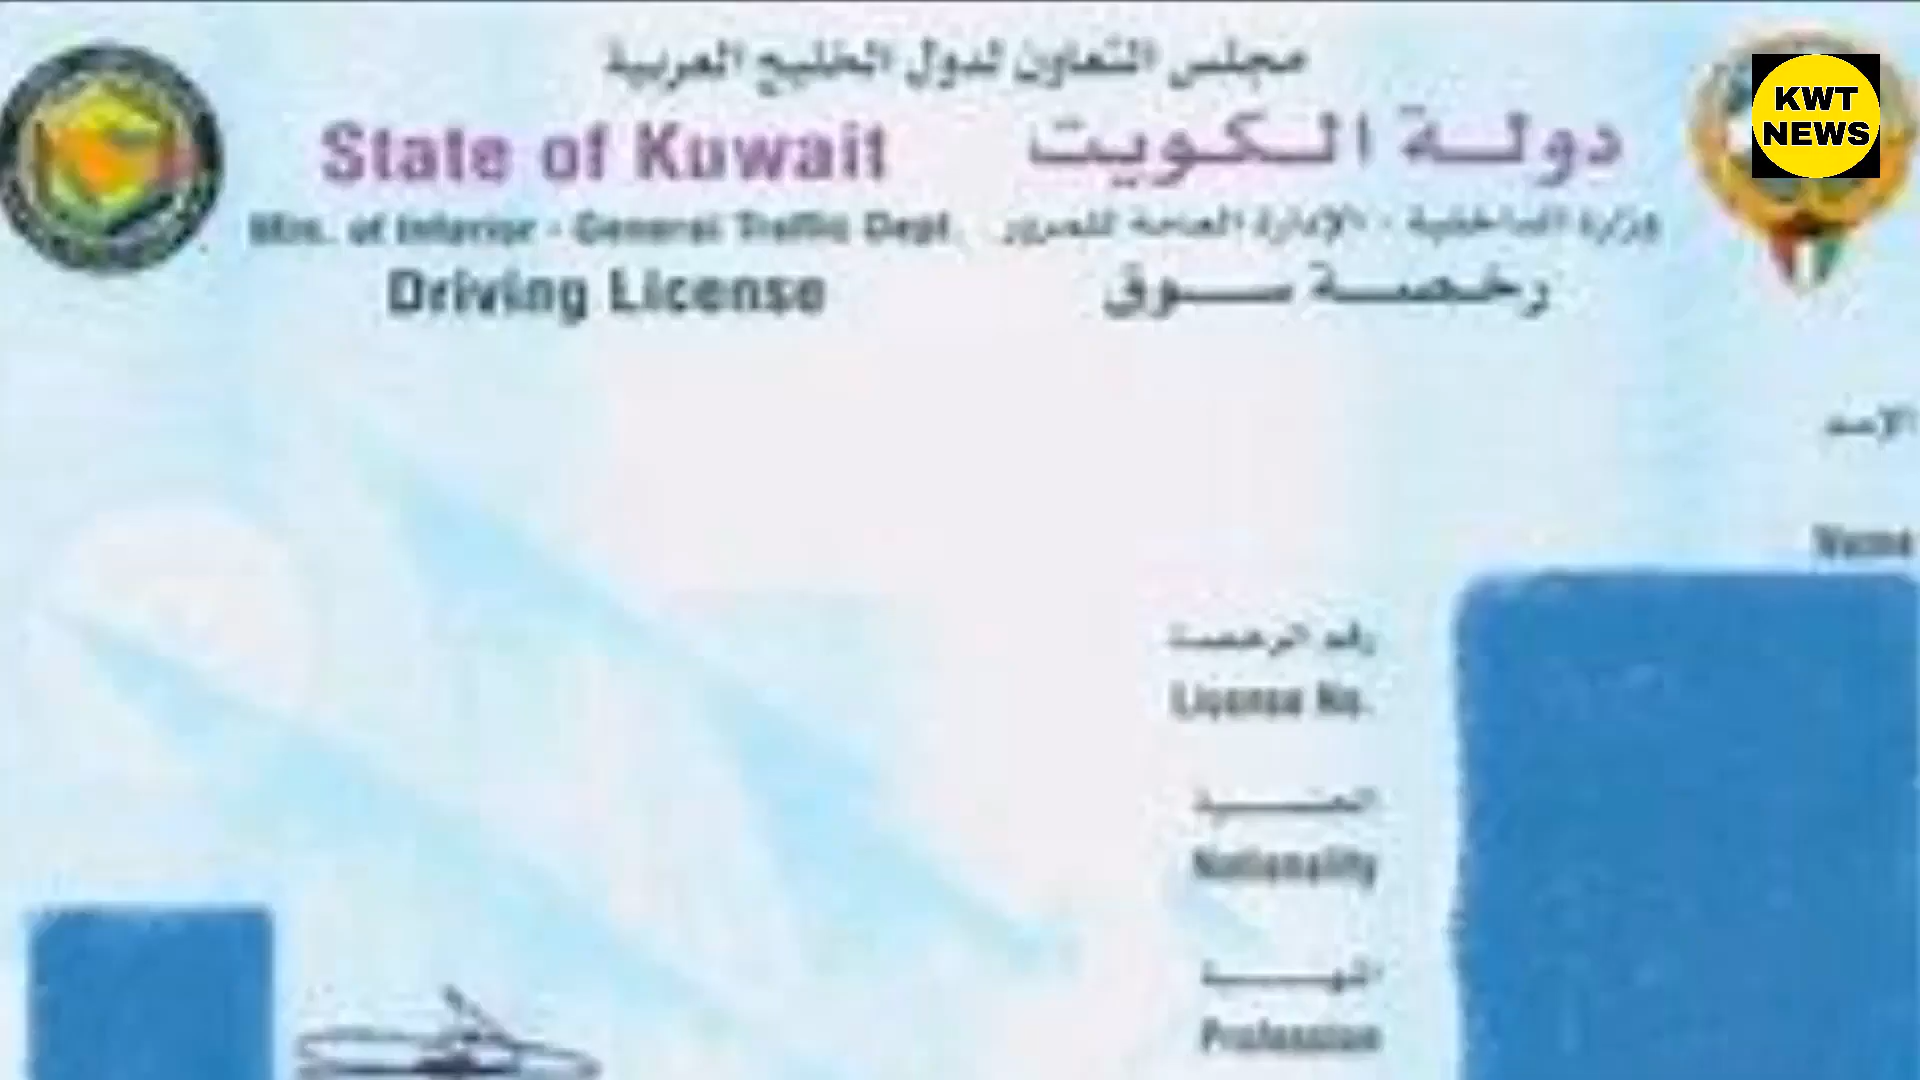 مجلس التعاون لدول الخليج العربية
State of Kuwait
دولة الكويت
KWT
NEWS
Min. of Interior - General Traffic Dept.
وزارة الداخلية - الإدارة العامة للمرور
Driving License
رخصة سوق
الإسم
Name
رقم الرخصة
License No.
الجنسية
Nationality
المهنة
Profession